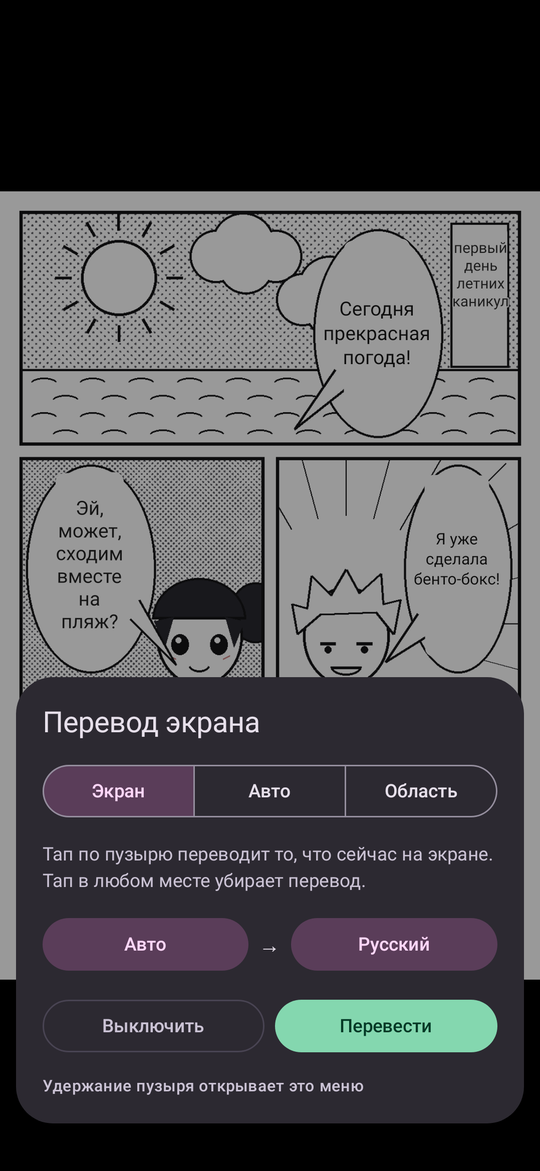 Сегодня
прекрасная
погода!
первый
день
летних
каникул
Эй,
может,
сходим
вместе
на
пляж?
Я уже
сделала
бенто-бокс!
Перевод экрана
Экран
Авто
Область
Тап по пузырю переводит то, что сейчас на экране.
Тап в любом месте убирает перевод.
Авто → Русский
Выключить
Перевести
Удержание пузыря открывает это меню